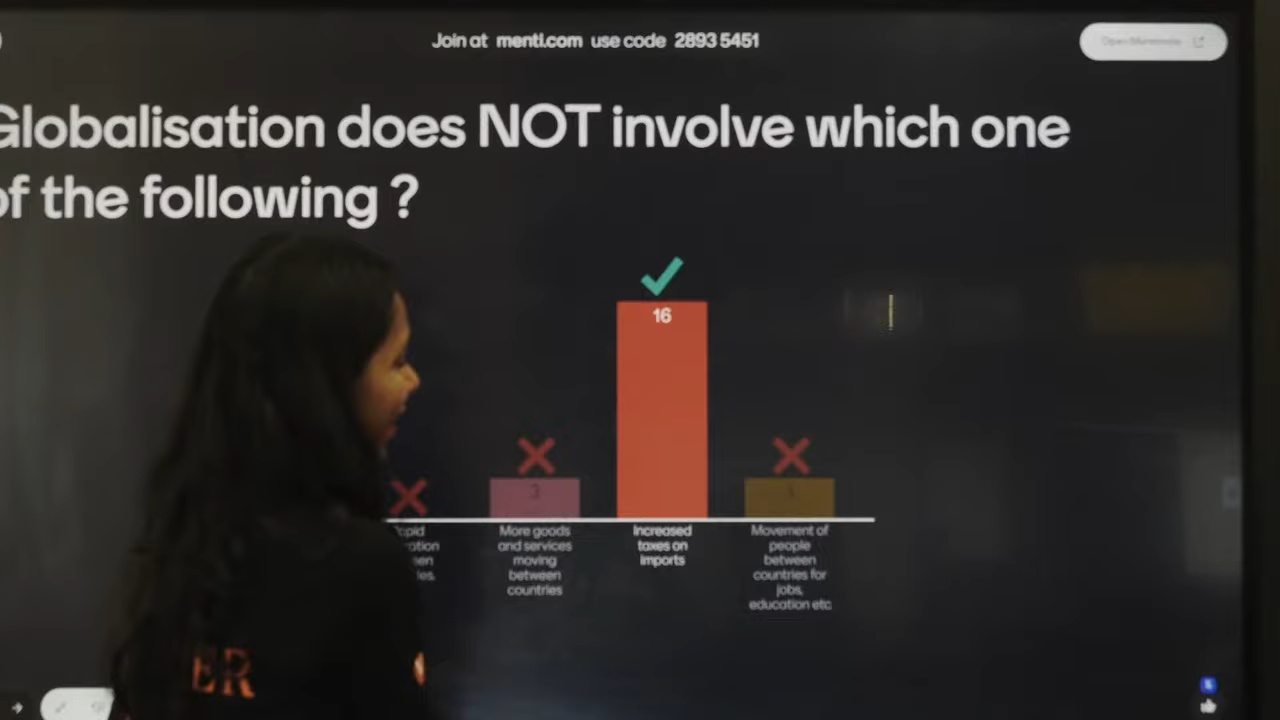 Join at menti.com use code 2893 5451
Globalisation does NOT involve which one
of the following ?
16
3
More goods
and services
moving
between
countries
Increased
taxes on
imports
Movement of
people
between
countries for
jobs,
education etc
ER